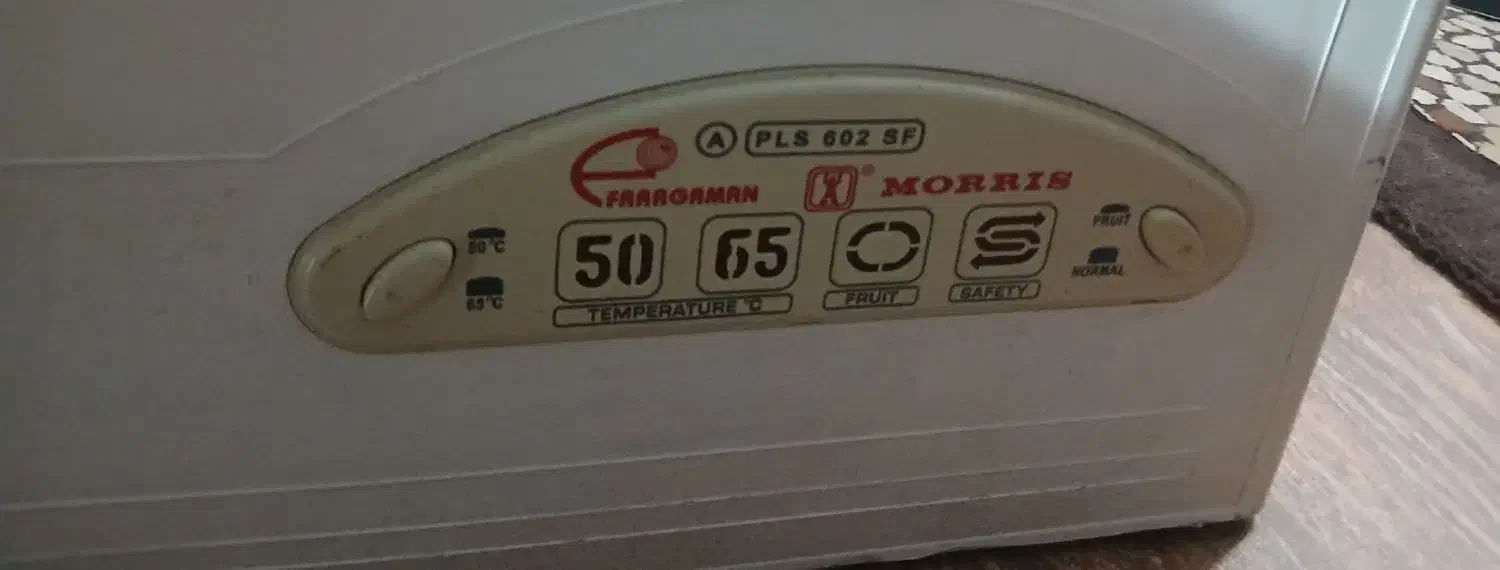 A PLS 602 SF
FARAGAMAN
MORRIS
50°C
65°C
50
65
TEMPERATURE °C
FRUIT
SAFETY
FRUIT
NORMAL